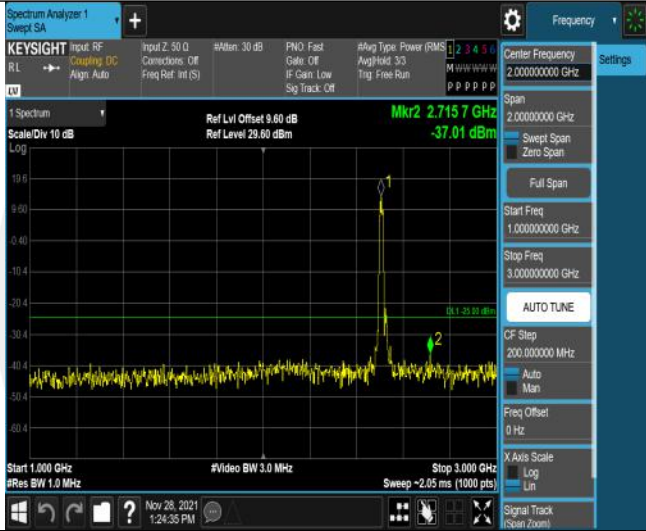 Spectrum Analyzer 1
Swept SA
+
Frequency
KEYSIGHT
RL
LV
Input: RF
Coupling: DC
Align: Auto
Input Z: 50 Ω
Corrections: Off
Freq Ref: Int (S)
#Atten: 30 dB
PNO: Fast
Gate: Off
IF Gain: Low
Sig Track: Off
#Avg Type: Power (RMS
Avg|Hold: 3/3
Trig: Free Run
1 2 3 4 5 6
M W W W W W
P P P P P P
1 Spectrum
Scale/Div 10 dB
Log
Ref Lvl Offset 9.60 dB
Ref Level 29.60 dBm
Mkr2 2.715 7 GHz
-37.01 dBm
19.6
9.60
-0.40
-10.4
-20.4
-30.4
-40.4
-50.4
-60.4
1
DL1 -25.00 dBm
2
Start 1.000 GHz
#Res BW 1.0 MHz
#Video BW 3.0 MHz
Stop 3.000 GHz
Sweep ~2.05 ms (1000 pts)
Nov 28, 2021
1:24:35 PM
Center Frequency
2.000000000 GHz
Span
2.00000000 GHz
Swept Span
Zero Span
Full Span
Start Freq
1.000000000 GHz
Stop Freq
3.000000000 GHz
AUTO TUNE
CF Step
200.000000 MHz
Auto
Man
Freq Offset
0 Hz
X Axis Scale
Log
Lin
Signal Track
(Span Zoom)
Settings